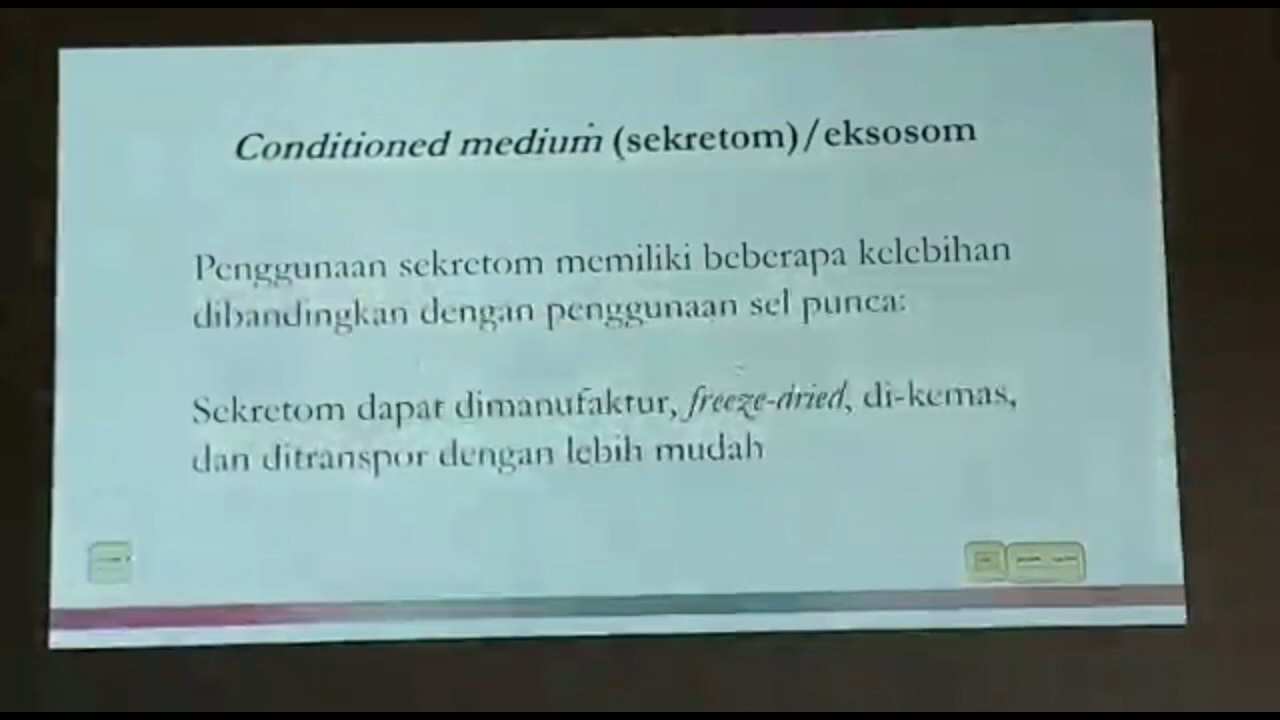 Conditioned medium (sekretom)/eksosom
Penggunaan sekretom memiliki beberapa kelebihan
dibandingkan dengan penggunaan sel punca:
Sekretom dapat dimanufaktur, freeze-dried, di-kemas,
dan ditranspor dengan lebih mudah